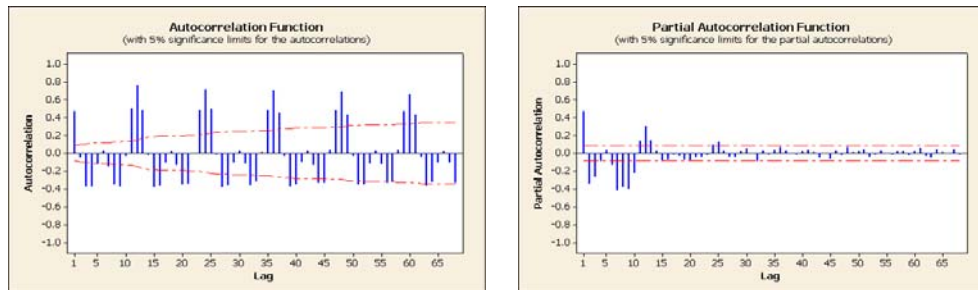 Autocorrelation Function
(with 5% significance limits for the autocorrelations)
1.0
0.8
0.6
0.4
0.2
0.0
-0.2
-0.4
-0.6
-0.8
-1.0
Autocorrelation
1 5 10 15 20 25 30 35 40 45 50 55 60 65
Lag
Partial Autocorrelation Function
(with 5% significance limits for the partial autocorrelations)
1.0
0.8
0.6
0.4
0.2
0.0
-0.2
-0.4
-0.6
-0.8
-1.0
Partial Autocorrelation
1 5 10 15 20 25 30 35 40 45 50 55 60 65
Lag